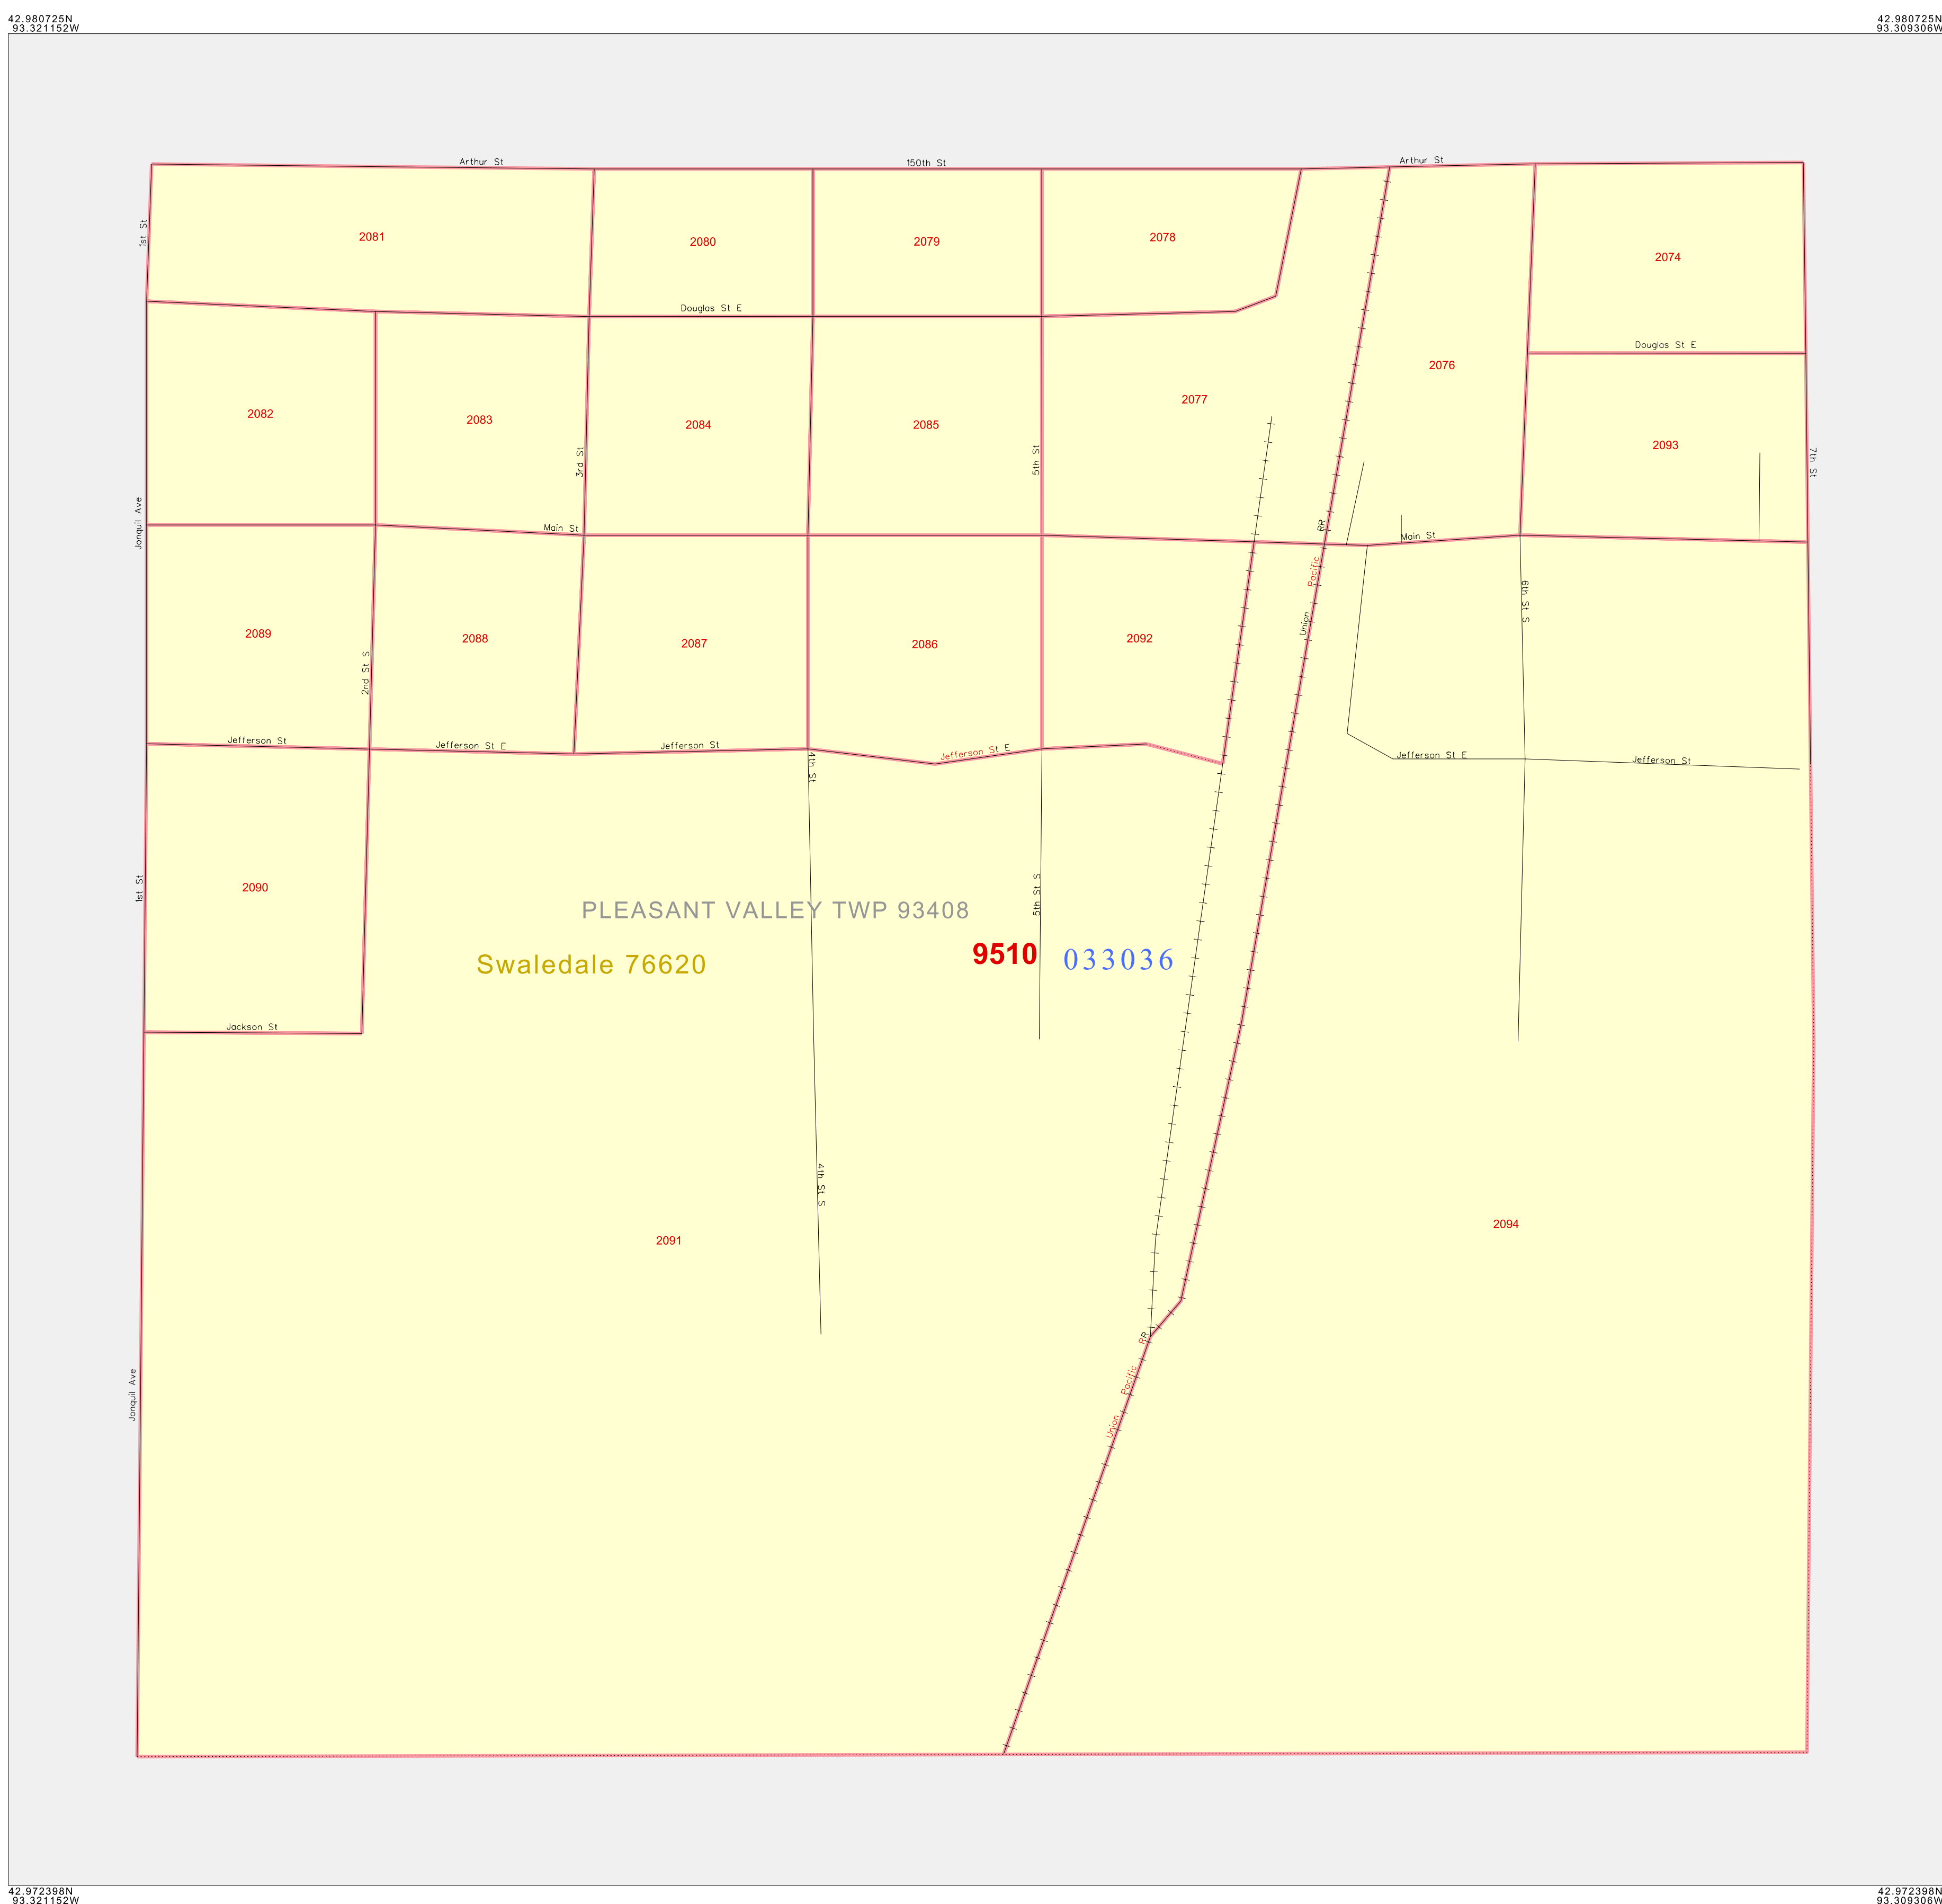 42.980725N
93.321152W
42.980725N
93.309306W
Arthur St
150th St
Arthur St
1st St
2081
2080
2079
2078
2074
Douglas St E
Douglas St E
2076
2077
2082
2083
2084
2085
2093
3rd St
5th St
7th St
Jonquil Ave
Main St
Main St
RR
Pacific
Union
6th St S
2089
2088
2087
2086
2092
2nd St S
Jefferson St
Jefferson St E
Jefferson St
Jefferson St E
Jefferson St E
Jefferson St
4th St
1st St
2090
5th St S
PLEASANT VALLEY TWP 93408
Swaledale 76620
9510
033036
Jackson St
4th St S
2091
2094
RR
Pacific
Union
Jonquil Ave
42.972398N
93.321152W
42.972398N
93.309306W